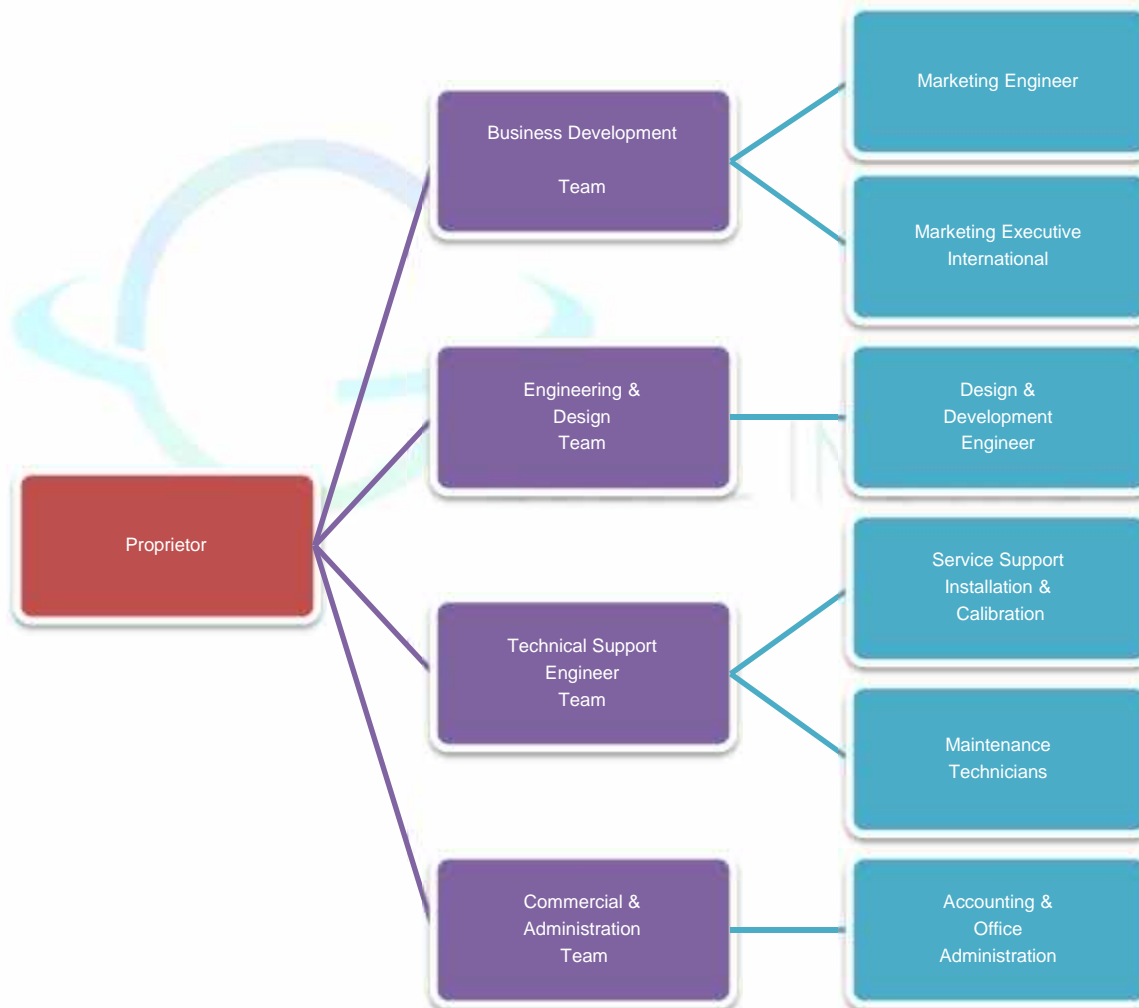 Marketing Engineer
Business Development
Team
Marketing Executive
International
Engineering &
Design
Team
Design &
Development
Engineer
Proprietor
Service Support
Installation &
Calibration
Technical Support
Engineer
Team
Maintenance
Technicians
Commercial &
Administration
Team
Accounting &
Office
Administration